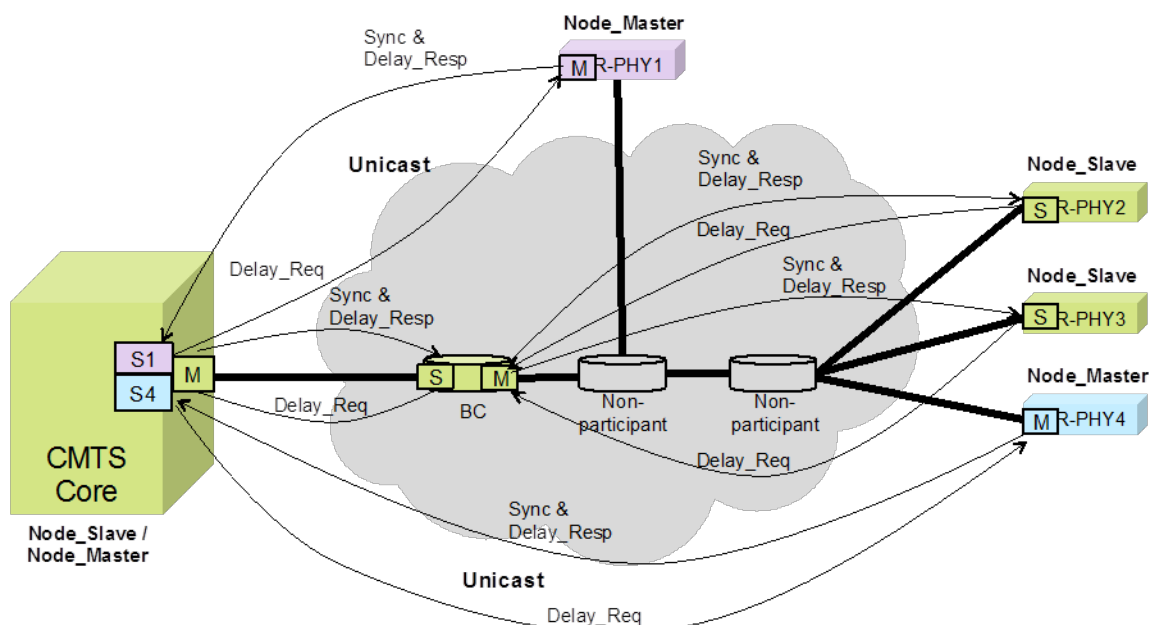 Node_Master
Sync &
Delay_Resp
M
R-PHY1
Unicast
Sync &
Delay_Resp
Node_Slave
S
R-PHY2
Delay_Req
Delay_Req
Node_Slave
Sync &
Delay_Resp
Sync &
Delay_Resp
S
R-PHY3
S1
M
S4
S
M
BC
Non-
participant
Non-
participant
Node_Master
M
R-PHY4
Delay_Req
Delay_Req
CMTS
Core
Sync &
Delay_Resp
Node_Slave /
Node_Master
Unicast
Delay_Req